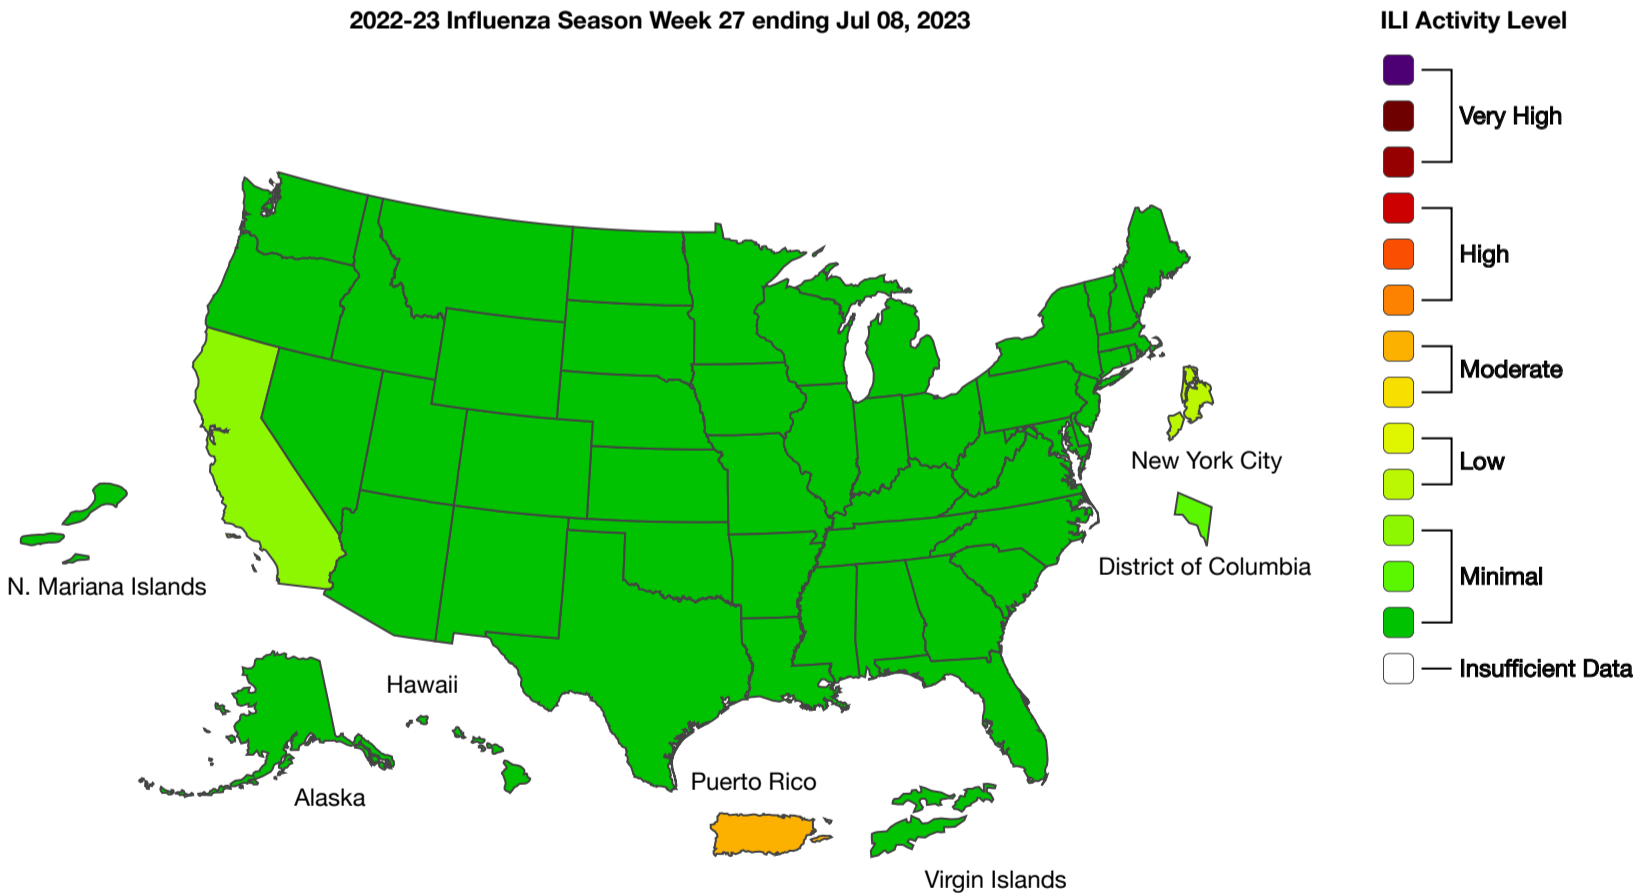 2022-23 Influenza Season Week 27 ending Jul 08, 2023
ILI Activity Level
Very High
High
Moderate
Low
Minimal
Insufficient Data
New York City
District of Columbia
N. Mariana Islands
Hawaii
Alaska
Puerto Rico
Virgin Islands